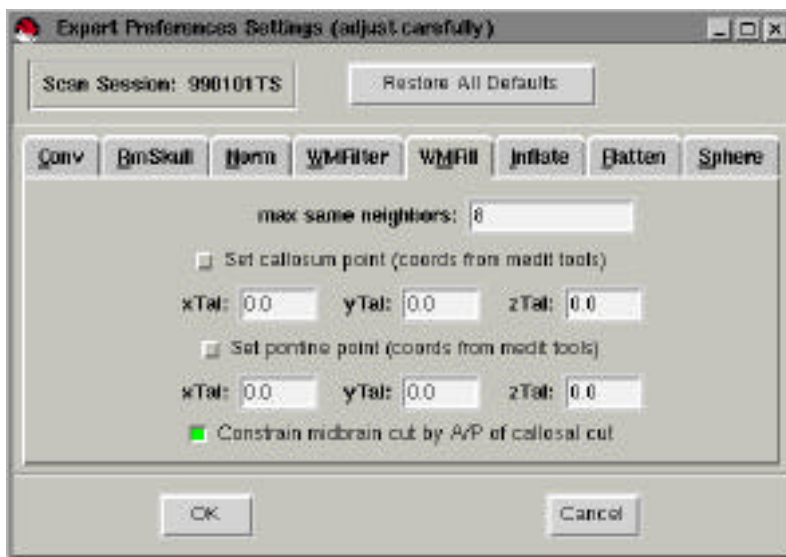 Expert Preferences Settings (adjust carefully)
Scan Session: 990101TS
Restore All Defaults
Conv BrnSkull Norm WMFilter WMFill Inflate Flatten Sphere
max same neighbors: 8
Set callosum point (coords from medit tools)
xTal: 0.0 yTal: 0.0 zTal: 0.0
Set pontine point (coords from medit tools)
xTal: 0.0 yTal: 0.0 zTal: 0.0
Constrain midbrain cut by A/P of callosal cut
OK Cancel